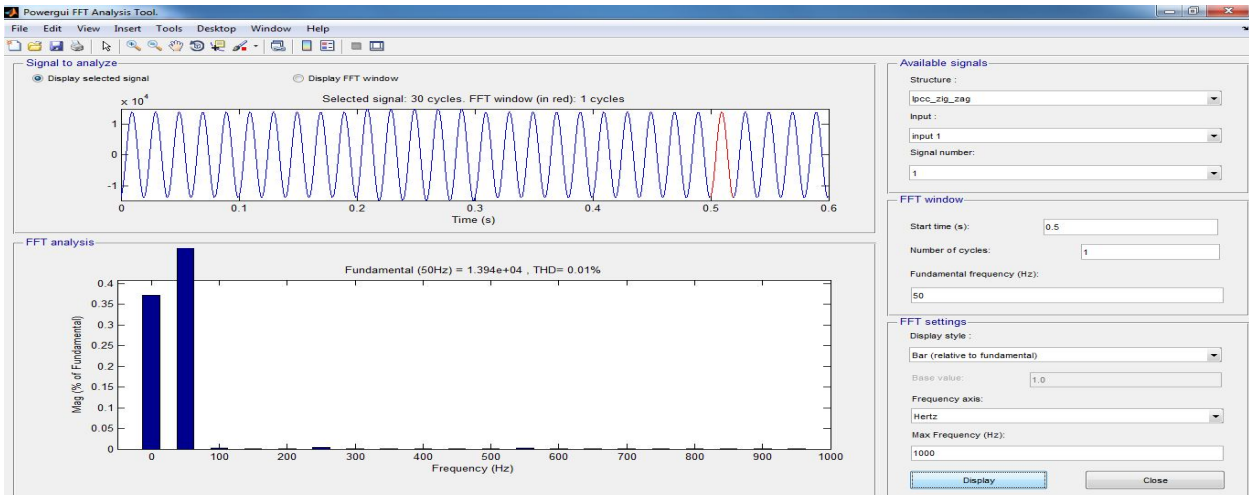 Powergui FFT Analysis Tool.
File Edit View Insert Tools Desktop Window Help
Signal to analyze
Display selected signal
Display FFT window
Selected signal: 30 cycles. FFT window (in red): 1 cycles
x 10^4
1
0
-1
0 0.1 0.2 0.3 0.4 0.5 0.6
Time (s)
FFT analysis
Fundamental (50Hz) = 1.394e+04 , THD= 0.01%
0.4
0.35
0.3
0.25
0.2
0.15
0.1
0.05
0
Mag (% of Fundamental)
0 100 200 300 400 500 600 700 800 900 1000
Frequency (Hz)
Available signals
Structure :
Ipcc_zig_zag
Input :
input 1
Signal number:
1
FFT window
Start time (s): 0.5
Number of cycles: 1
Fundamental frequency (Hz):
50
FFT settings
Display style :
Bar (relative to fundamental)
Base value: 1.0
Frequency axis:
Hertz
Max Frequency (Hz):
1000
Display
Close